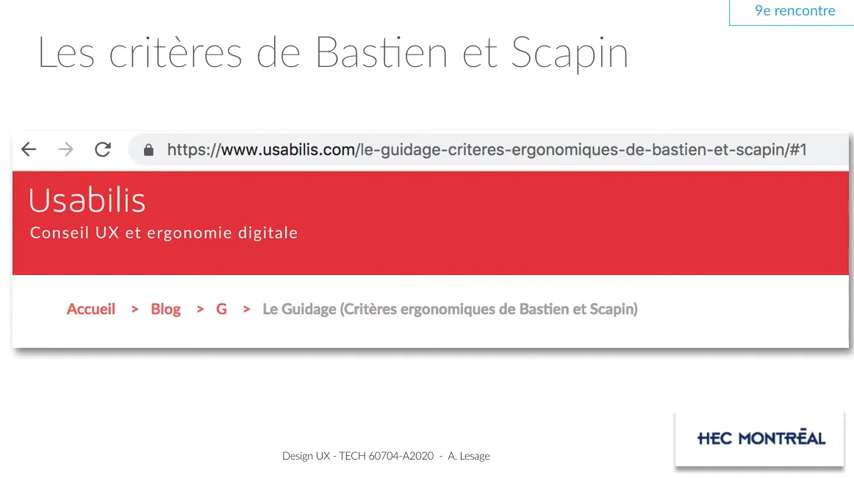 9e rencontre
Les critères de Bastien et Scapin
https://www.usabilis.com/le-guidage-criteres-ergonomiques-de-bastien-et-scapin/#1
Usabilis
Conseil UX et ergonomie digitale
Accueil > Blog > G > Le Guidage (Critères ergonomiques de Bastien et Scapin)
HEC MONTRÉAL
Design UX - TECH 60704-A2020 - A. Lesage